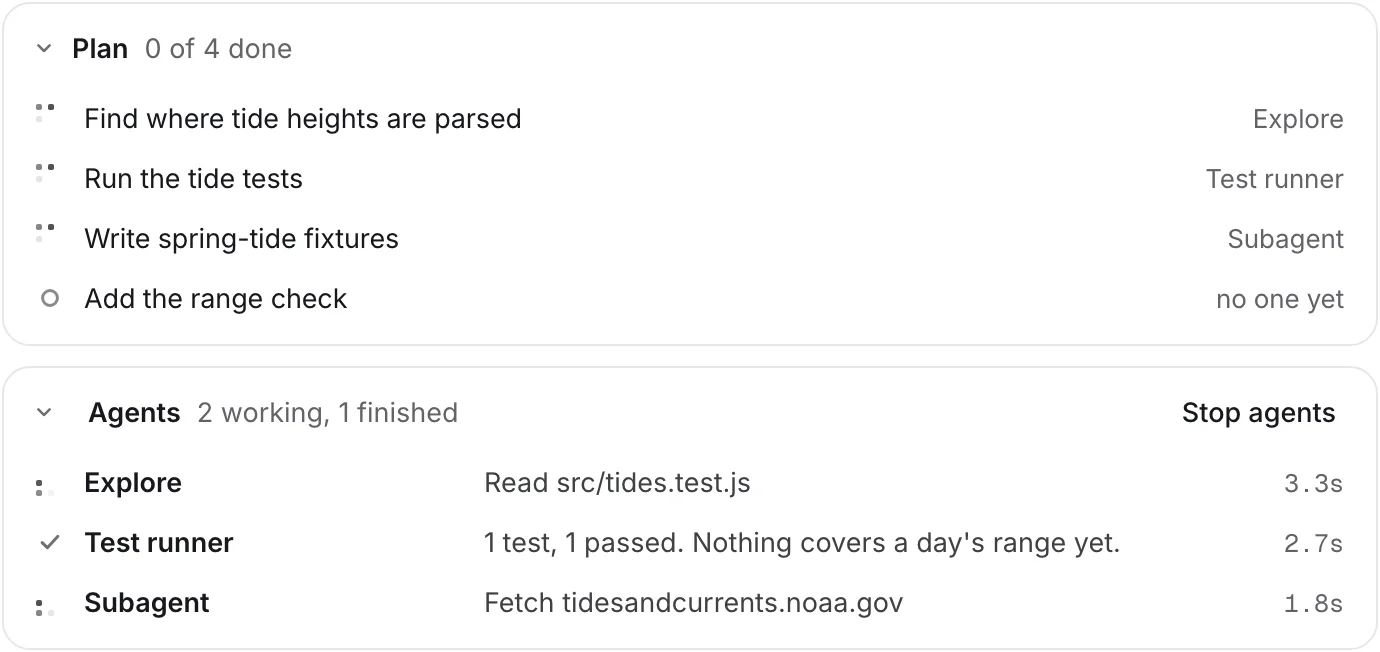 Plan 0 of 4 done
Find where tide heights are parsed Explore
Run the tide tests Test runner
Write spring-tide fixtures Subagent
Add the range check no one yet
Agents 2 working, 1 finished Stop agents
Explore Read src/tides.test.js 3.3s
Test runner 1 test, 1 passed. Nothing covers a day's range yet. 2.7s
Subagent Fetch tidesandcurrents.noaa.gov 1.8s